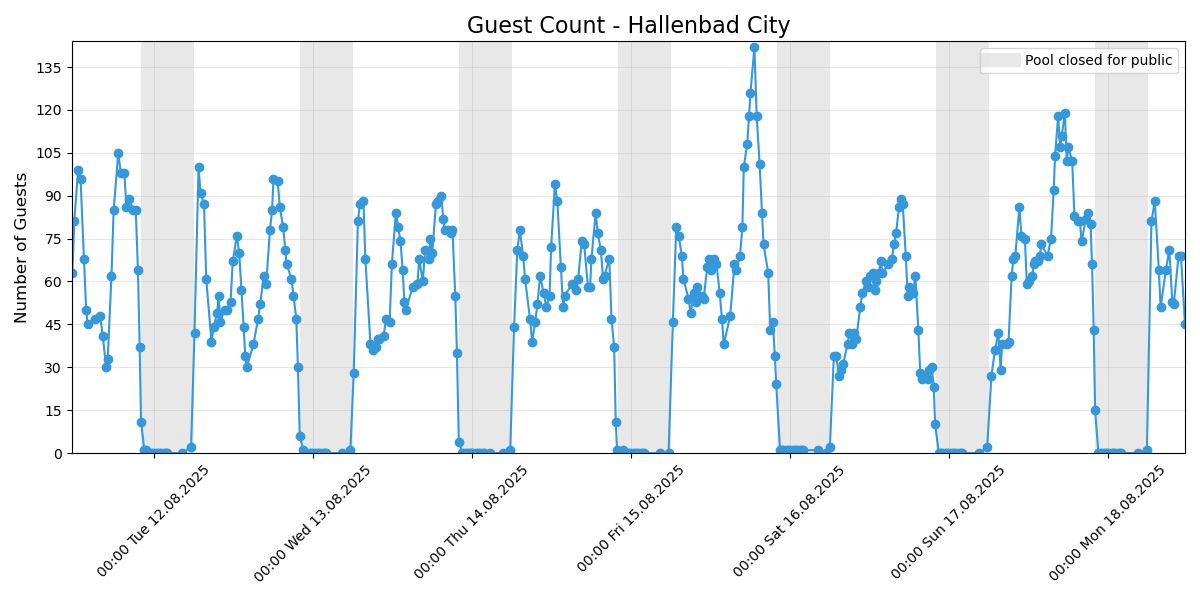 Guest Count - Hallenbad City
Pool closed for public
Number of Guests
135
120
105
90
75
60
45
30
15
0
00:00 Tue 12.08.2025
00:00 Wed 13.08.2025
00:00 Thu 14.08.2025
00:00 Fri 15.08.2025
00:00 Sat 16.08.2025
00:00 Sun 17.08.2025
00:00 Mon 18.08.2025